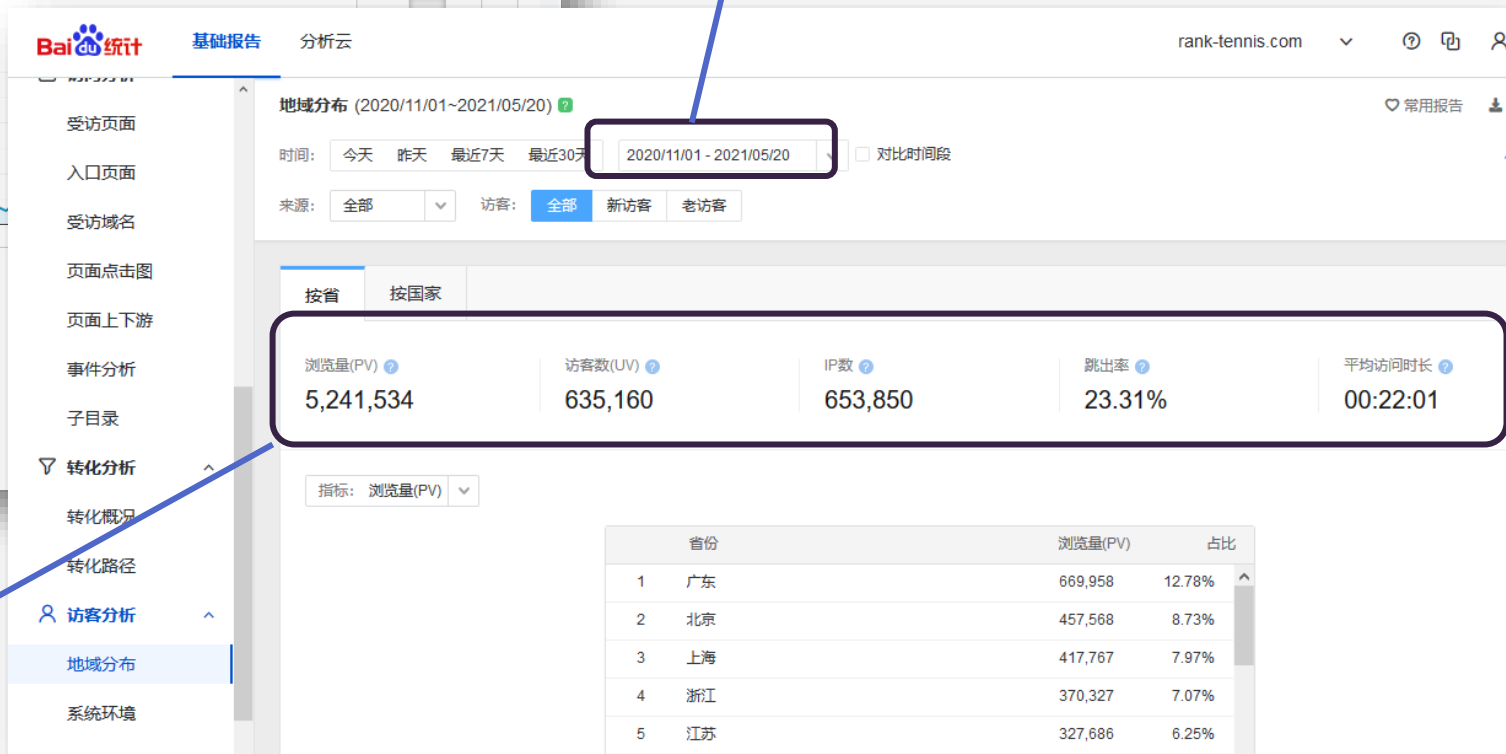 Bai du 统计 基础报告 分析云 rank-tennis.com
受访页面
入口页面
受访域名
页面点击图
页面上下游
事件分析
子目录
转化分析
转化概况
转化路径
访客分析
地域分布
系统环境
地域分布 (2020/11/01~2021/05/20) ? 常用报告
时间: 今天 昨天 最近7天 最近30天 2020/11/01 - 2021/05/20 对比时间段
来源: 全部 访客: 全部 新访客 老访客
按省 按国家
浏览量(PV) ? 访客数(UV) ? IP数 ? 跳出率 ? 平均访问时长 ?
5,241,534 635,160 653,850 23.31% 00:22:01
指标: 浏览量(PV)
省份 浏览量(PV) 占比
1 广东 669,958 12.78%
2 北京 457,568 8.73%
3 上海 417,767 7.97%
4 浙江 370,327 7.07%
5 江苏 327,686 6.25%